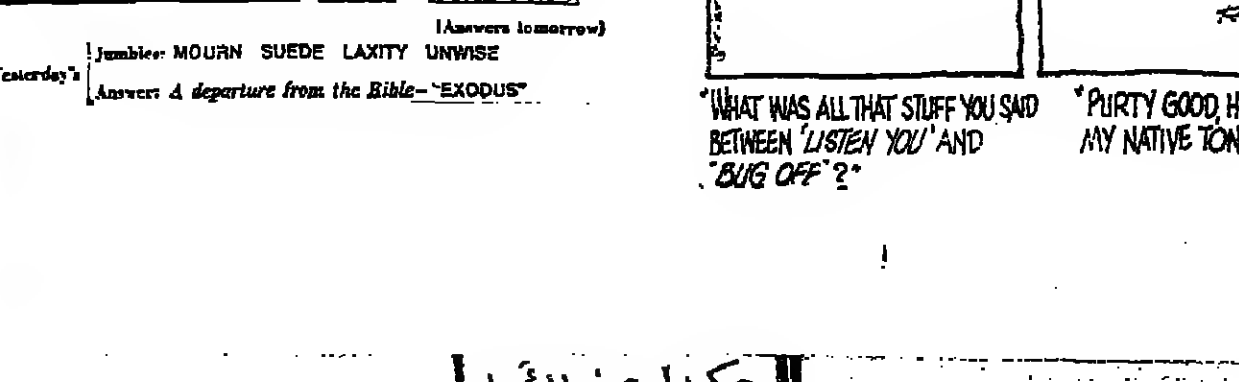 (Answers tomorrow)
Yesterday's
Jumbles: MOURN SUEDE LAXITY UNWISE
Answer: A departure from the Bible—"EXODUS"
"WHAT WAS ALL THAT STUFF YOU SAID
BETWEEN 'LISTEN YOU' AND
"BUG OFF"?"
"PURTY GOOD, H
MY NATIVE TON